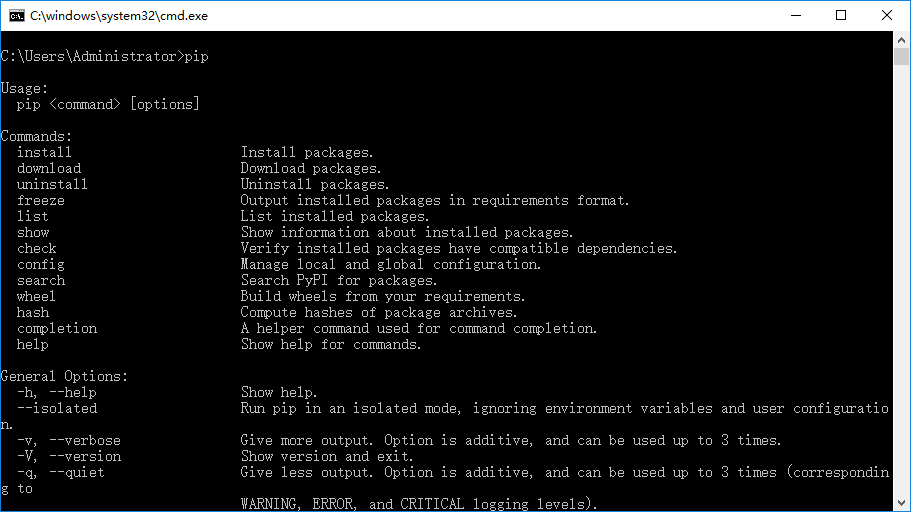 C:\windows\system32\cmd.exe
C:\Users\Administrator>pip
Usage:
  pip <command> [options]
Commands:
  install                     Install packages.
  download                    Download packages.
  uninstall                   Uninstall packages.
  freeze                      Output installed packages in requirements format.
  list                        List installed packages.
  show                        Show information about installed packages.
  check                       Verify installed packages have compatible dependencies.
  config                      Manage local and global configuration.
  search                      Search PyPI for packages.
  wheel                       Build wheels from your requirements.
  hash                        Compute hashes of package archives.
  completion                  A helper command used for command completion.
  help                        Show help for commands.
General Options:
  -h, --help                  Show help.
  --isolated                  Run pip in an isolated mode, ignoring environment variables and user configuratio
n.
  -v, --verbose               Give more output. Option is additive, and can be used up to 3 times.
  -V, --version               Show version and exit.
  -q, --quiet                 Give less output. Option is additive, and can be used up to 3 times (correspondin
g to
                              WARNING, ERROR, and CRITICAL logging levels).